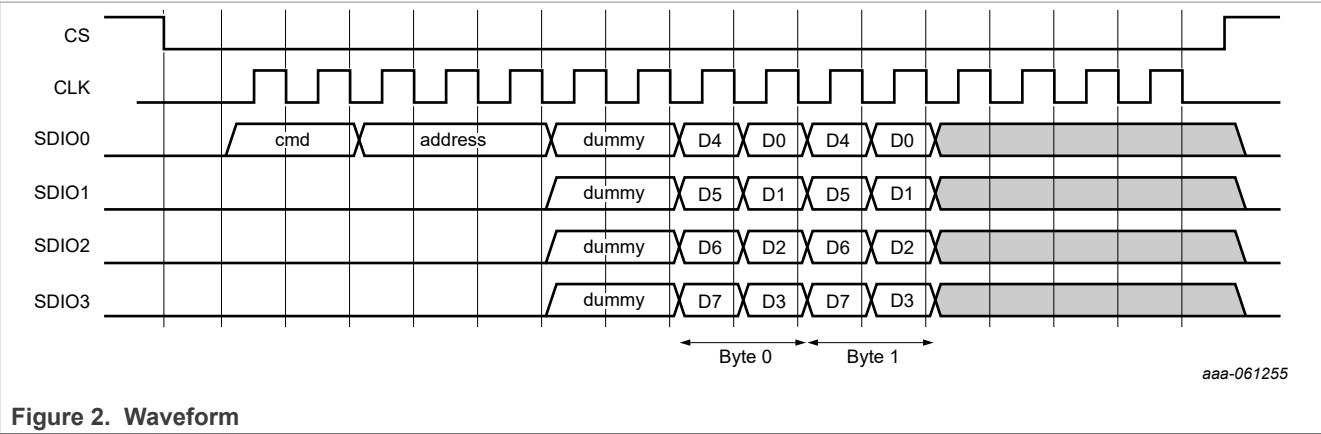 CS
CLK
SDIO0 cmd address dummy D4 D0 D4 D0
SDIO1 dummy D5 D1 D5 D1
SDIO2 dummy D6 D2 D6 D2
SDIO3 dummy D7 D3 D7 D3
Byte 0 Byte 1
aaa-061255
Figure 2. Waveform